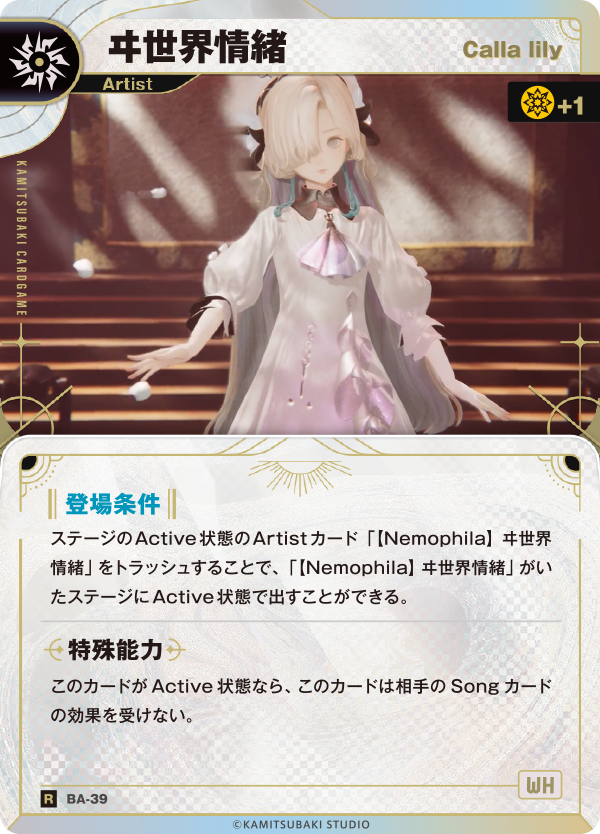 ヰ世界情緒
Calla lily
Artist
+1
KAMITSUBAKI CARDGAME
登場条件
ステージのActive状態のArtistカード「【Nemophila】ヰ世界
情緒」をトラッシュすることで、「【Nemophila】ヰ世界情緒」がい
たステージにActive状態で出すことができる。
特殊能力
このカードがActive状態なら、このカードは相手のSongカード
の効果を受けない。
R BA-39
WH
©KAMITSUBAKI STUDIO